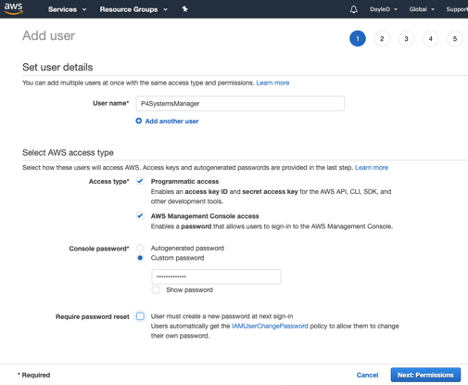 aws Services Resource Groups DoyleO Global Support
Add user 1 2 3 4 5
Set user details
You can add multiple users at once with the same access type and permissions. Learn more
User name* P4SystemsManager
Add another user
Select AWS access type
Select how these users will access AWS. Access keys and autogenerated passwords are provided in the last step. Learn more
Access type* Programmatic access
Enables an access key ID and secret access key for the AWS API, CLI, SDK, and
other development tools.
AWS Management Console access
Enables a password that allows users to sign-in to the AWS Management Console.
Console password* Autogenerated password
Custom password
•••••••••••••
Show password
Require password reset User must create a new password at next sign-in
Users automatically get the IAMUserChangePassword policy to allow them to change
their own password.
* Required Cancel Next: Permissions